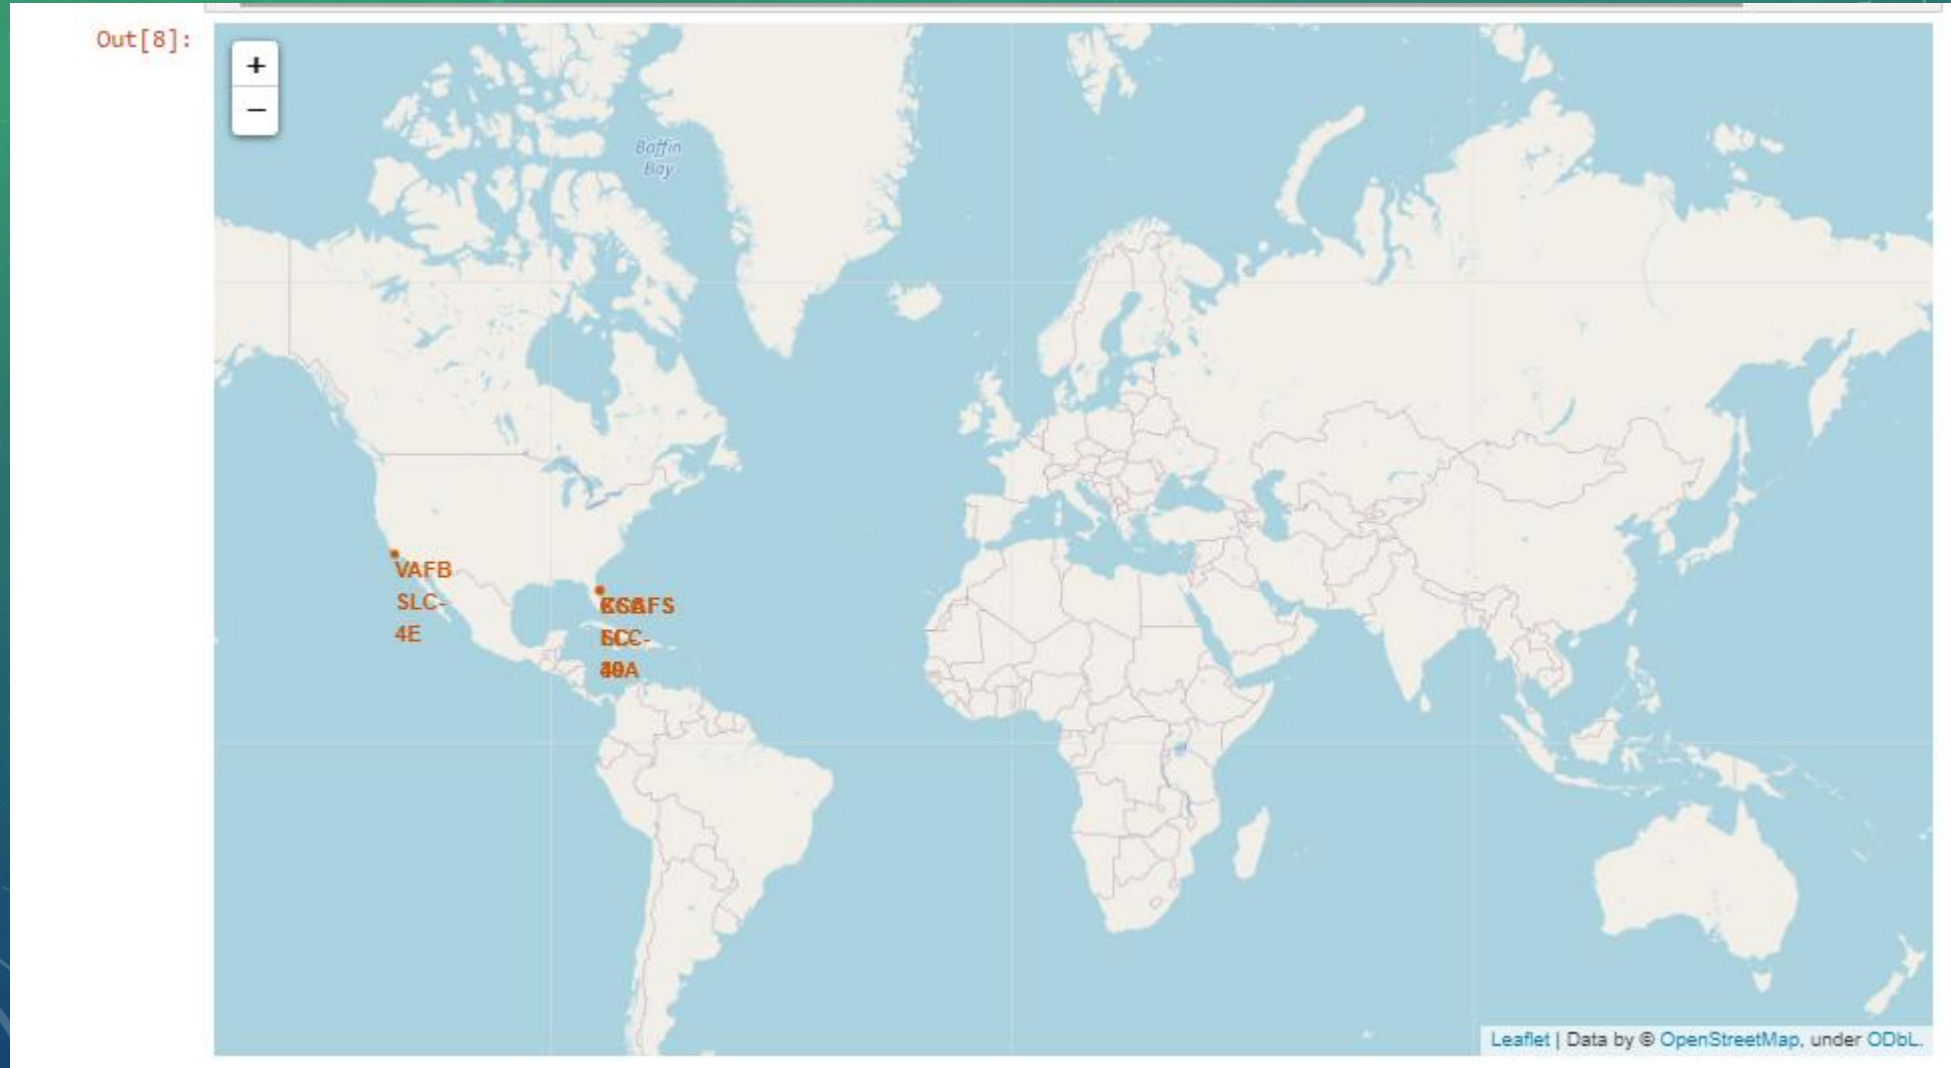 Out[8]:
+
−
Baffin
Bay
VAFB
SLC-
4E
Leaflet | Data by © OpenStreetMap, under ODbL.